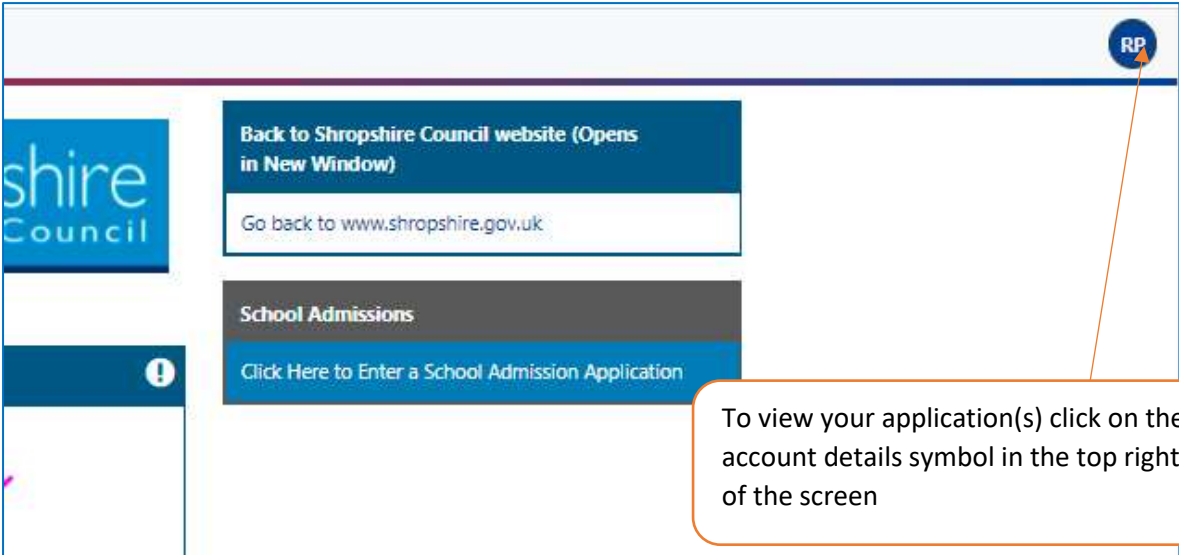 RP
shire
Council
Back to Shropshire Council website (Opens
in New Window)
Go back to www.shropshire.gov.uk
School Admissions
Click Here to Enter a School Admission Application
To view your application(s) click on the
account details symbol in the top right
of the screen